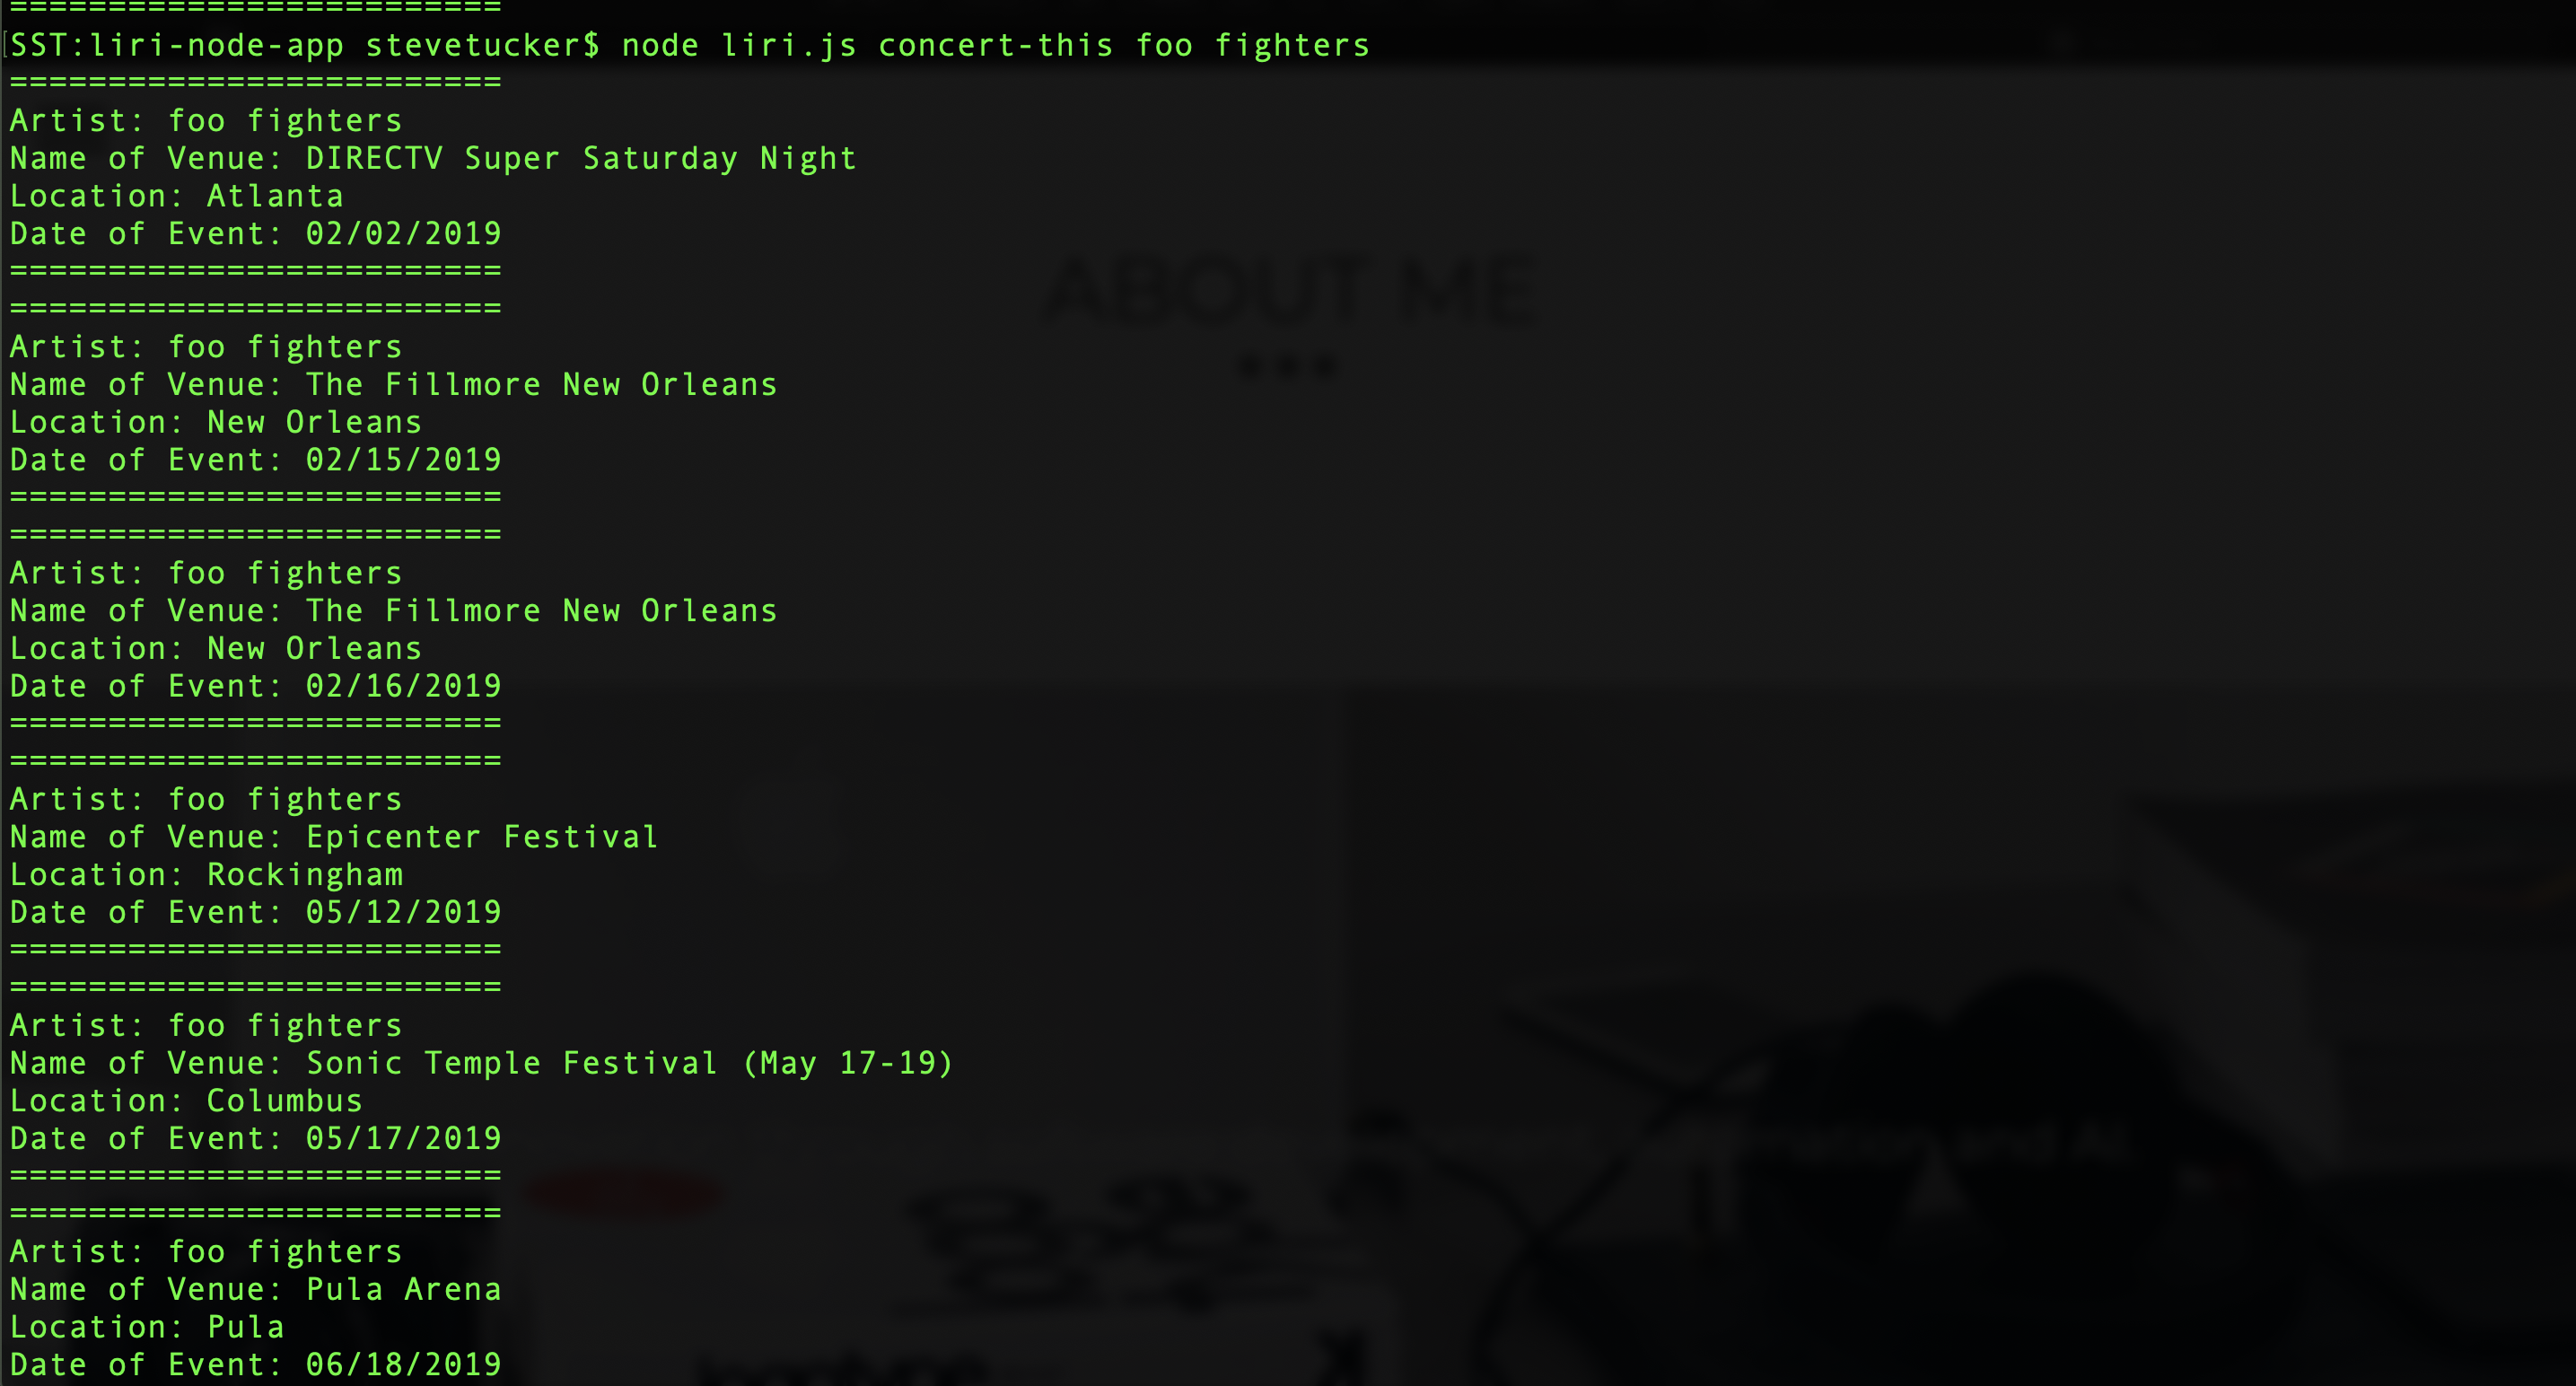 =========================
SST:liri-node-app stevetucker$ node liri.js concert-this foo fighters
=========================
Artist: foo fighters
Name of Venue: DIRECTV Super Saturday Night
Location: Atlanta
Date of Event: 02/02/2019
=========================
=========================
Artist: foo fighters
Name of Venue: The Fillmore New Orleans
Location: New Orleans
Date of Event: 02/15/2019
=========================
=========================
Artist: foo fighters
Name of Venue: The Fillmore New Orleans
Location: New Orleans
Date of Event: 02/16/2019
=========================
=========================
Artist: foo fighters
Name of Venue: Epicenter Festival
Location: Rockingham
Date of Event: 05/12/2019
=========================
=========================
Artist: foo fighters
Name of Venue: Sonic Temple Festival (May 17-19)
Location: Columbus
Date of Event: 05/17/2019
=========================
=========================
Artist: foo fighters
Name of Venue: Pula Arena
Location: Pula
Date of Event: 06/18/2019
ABOUT ME